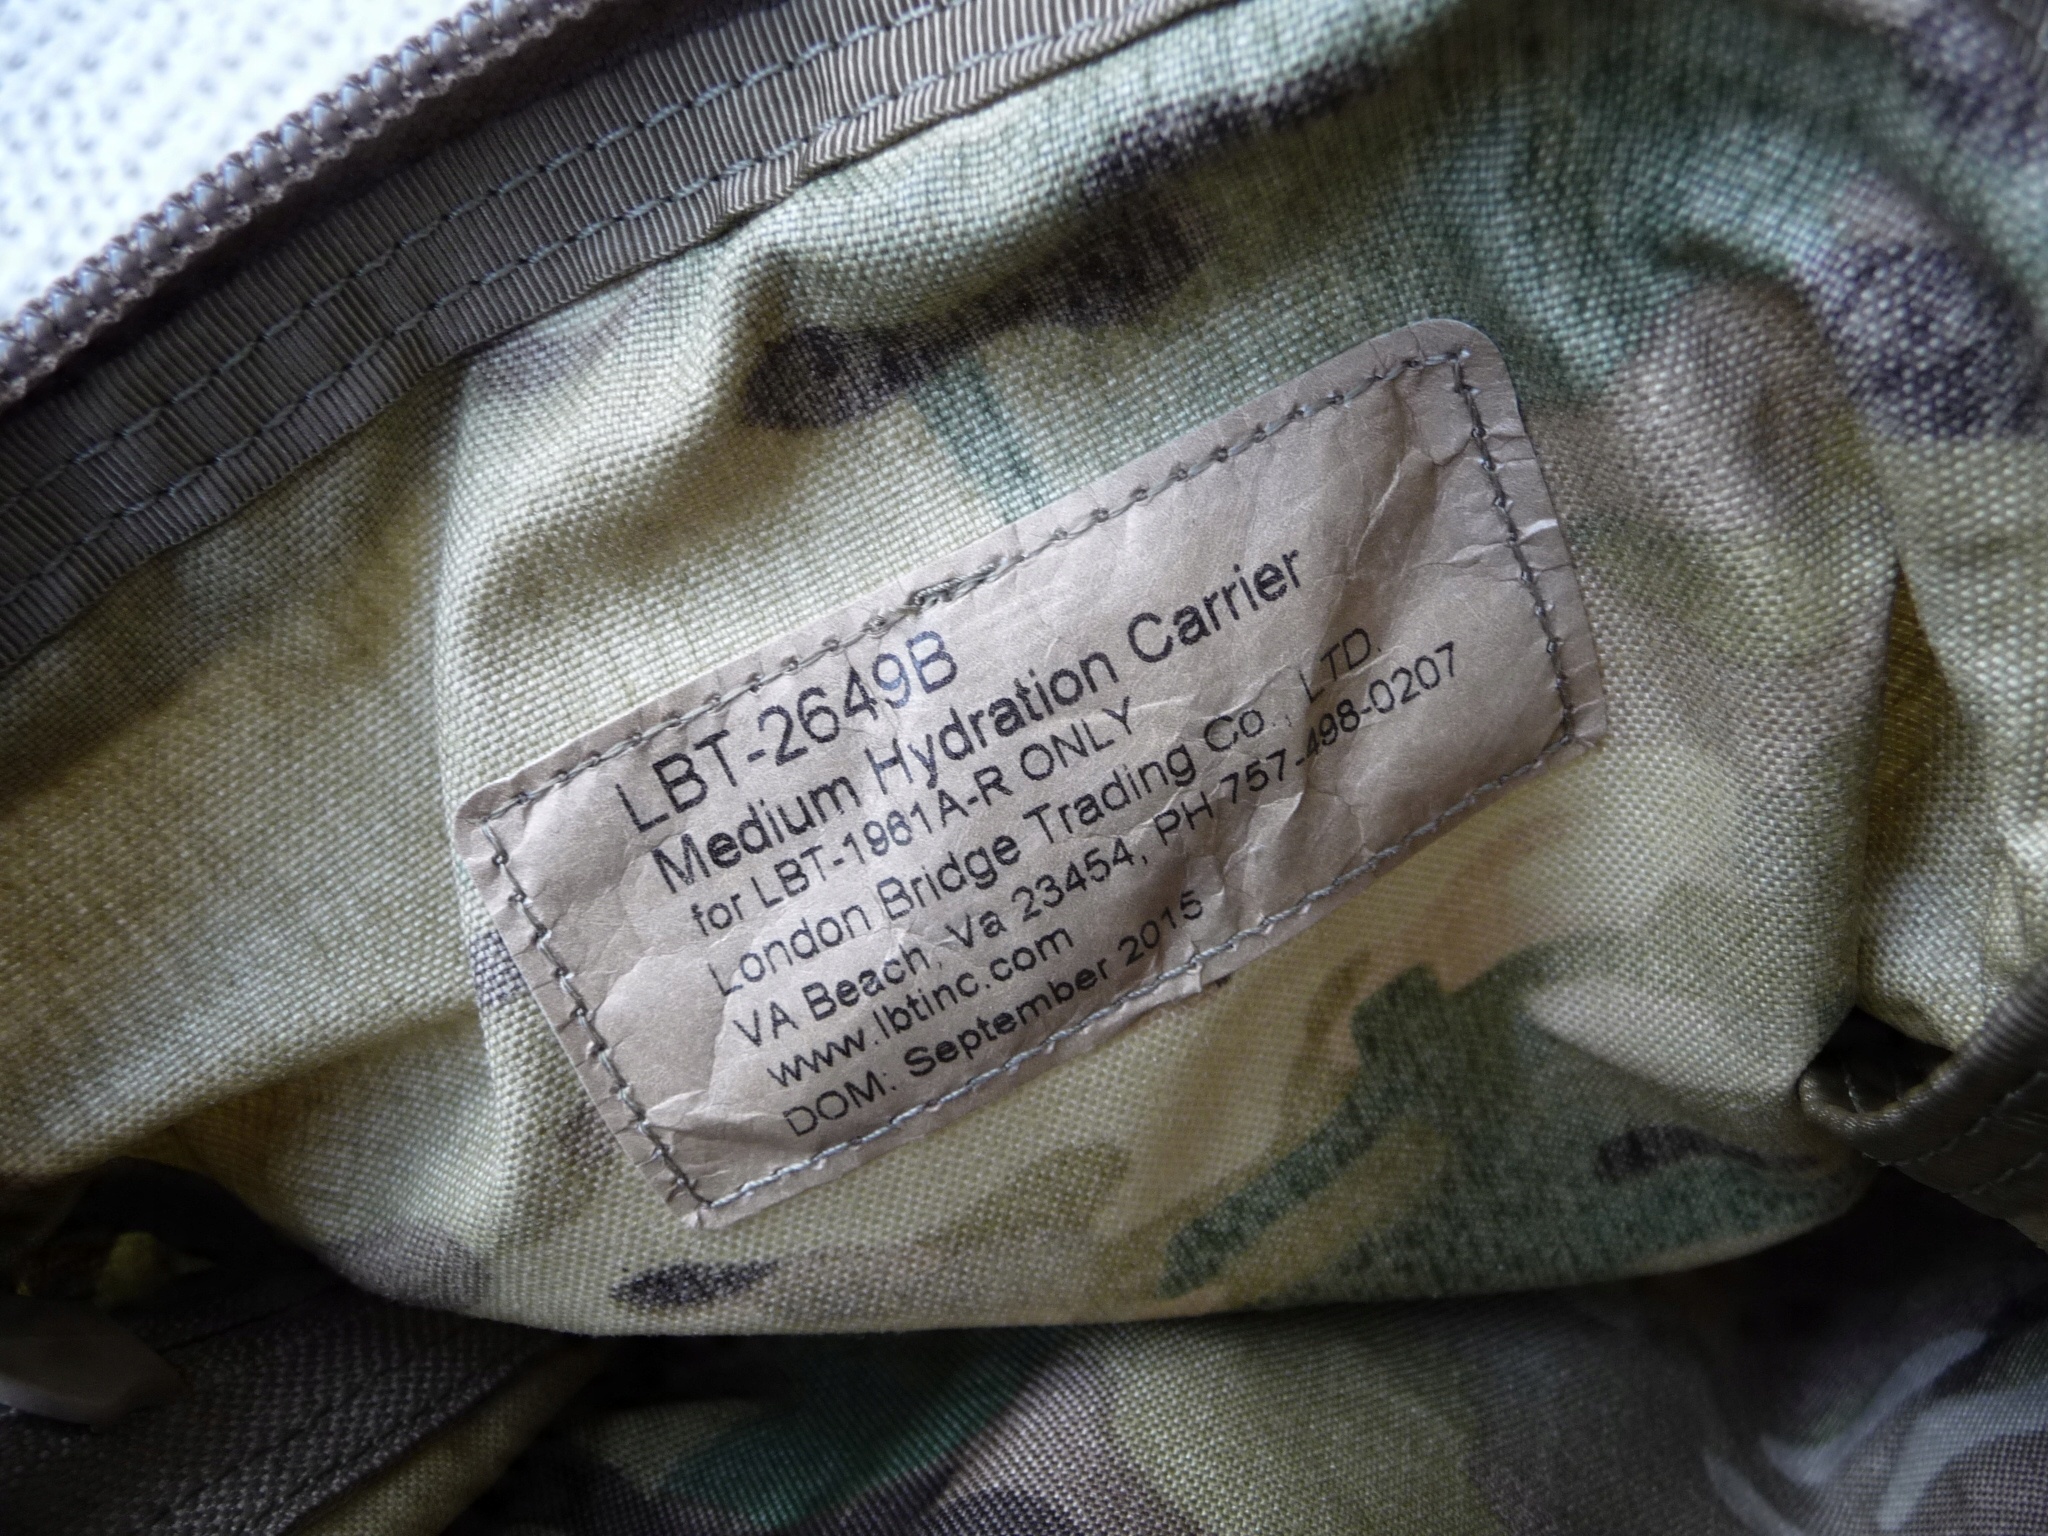 LBT-2649B
Medium Hydration Carrier
for LBT-1961A-R ONLY
London Bridge Trading Co., LTD.
VA Beach, Va 23454, PH 757-498-0207
www.lbtinc.com
DOM: September 2015